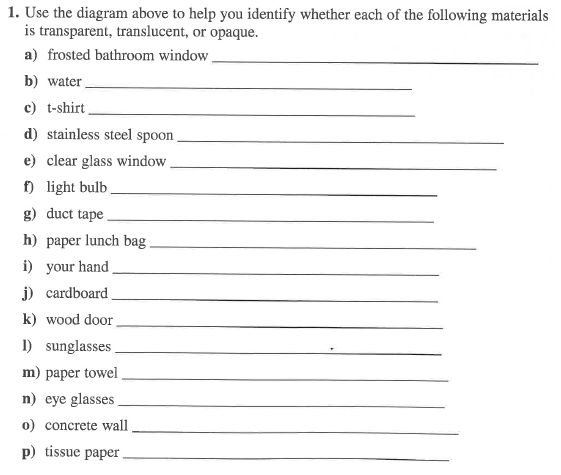 1. Use the diagram above to help you identify whether each of the following materials
is transparent, translucent, or opaque.
a) frosted bathroom window
b) water
c) t-shirt
d) stainless steel spoon
e) clear glass window
f) light bulb
g) duct tape
h) paper lunch bag
i) your hand
j) cardboard
k) wood door
l) sunglasses
m) paper towel
n) eye glasses
o) concrete wall
p) tissue paper